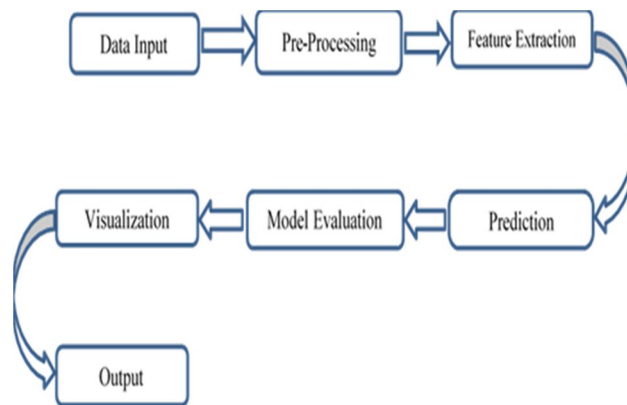 Data Input
Pre-Processing
Feature Extraction
Prediction
Model Evaluation
Visualization
Output